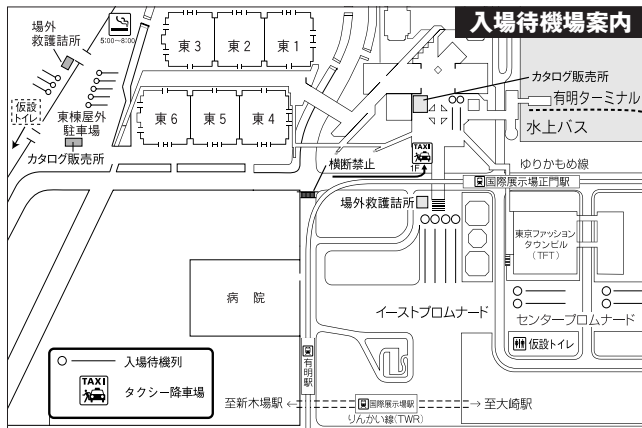 入場待機場案内
場外
救護詰所
5:00~8:00
東3
東2
東1
カタログ販売所
有明ターミナル
水上バス
仮設
トイレ
東棟屋外
駐車場
カタログ販売所
東6
東5
東4
TAXI
1F
横断禁止
ゆりかもめ線
国際展示場正門駅
場外救護詰所
東京ファッション
タウンビル
(TFT)
病院
イーストプロムナード
センタープロムナード
仮設トイレ
有明駅
入場待機列
TAXI
タクシー降車場
至新木場駅
国際展示場駅
至大崎駅
りんかい線(TWR)